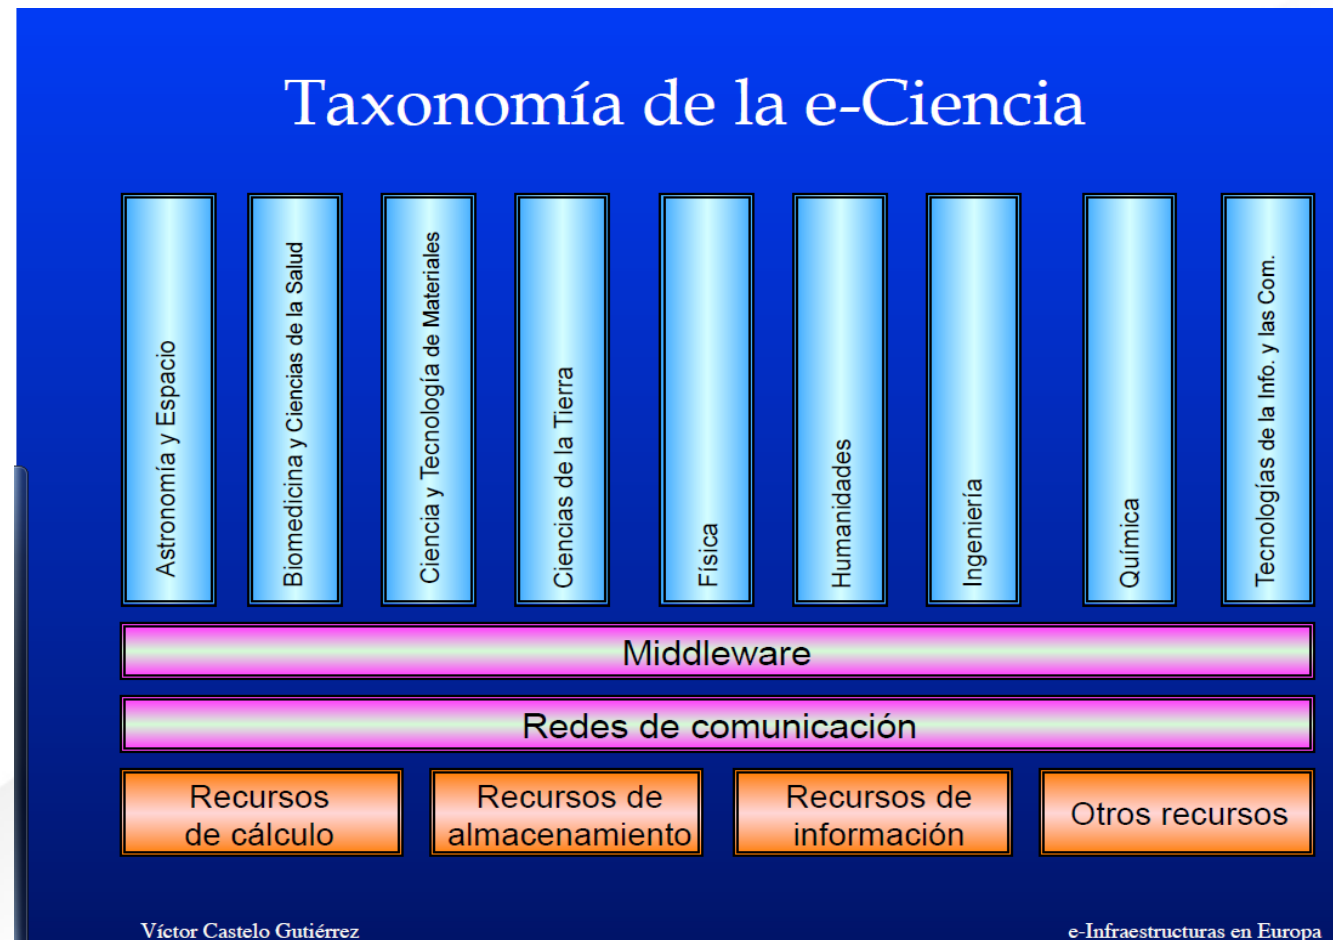 Taxonomía de la e-Ciencia
Astronomía y Espacio
Biomedicina y Ciencias de la Salud
Ciencia y Tecnología de Materiales
Ciencias de la Tierra
Física
Humanidades
Ingeniería
Química
Tecnologías de la Info. y las Com.
Middleware
Redes de comunicación
Recursos
de cálculo
Recursos de
almacenamiento
Recursos de
información
Otros recursos
Víctor Castelo Gutiérrez
e-Infraestructuras en Europa